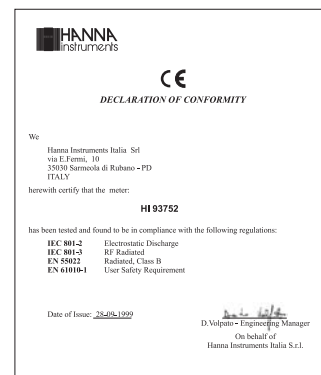 HANNA
instruments
CE
DECLARATION OF CONFORMITY
We
Hanna Instruments Italia Srl
via E.Fermi, 10
35030 Sarmeola di Rubano - PD
ITALY
herewith certify that the meter:
HI 93752
has been tested and found to be in compliance with the following regulations:
IEC 801-2 Electrostatic Discharge
IEC 801-3 RF Radiated
EN 55022 Radiated, Class B
EN 61010-1 User Safety Requirement
Date of Issue: 28-09-1999
D.Volpato - Engineering Manager
On behalf of
Hanna Instruments Italia S.r.l.